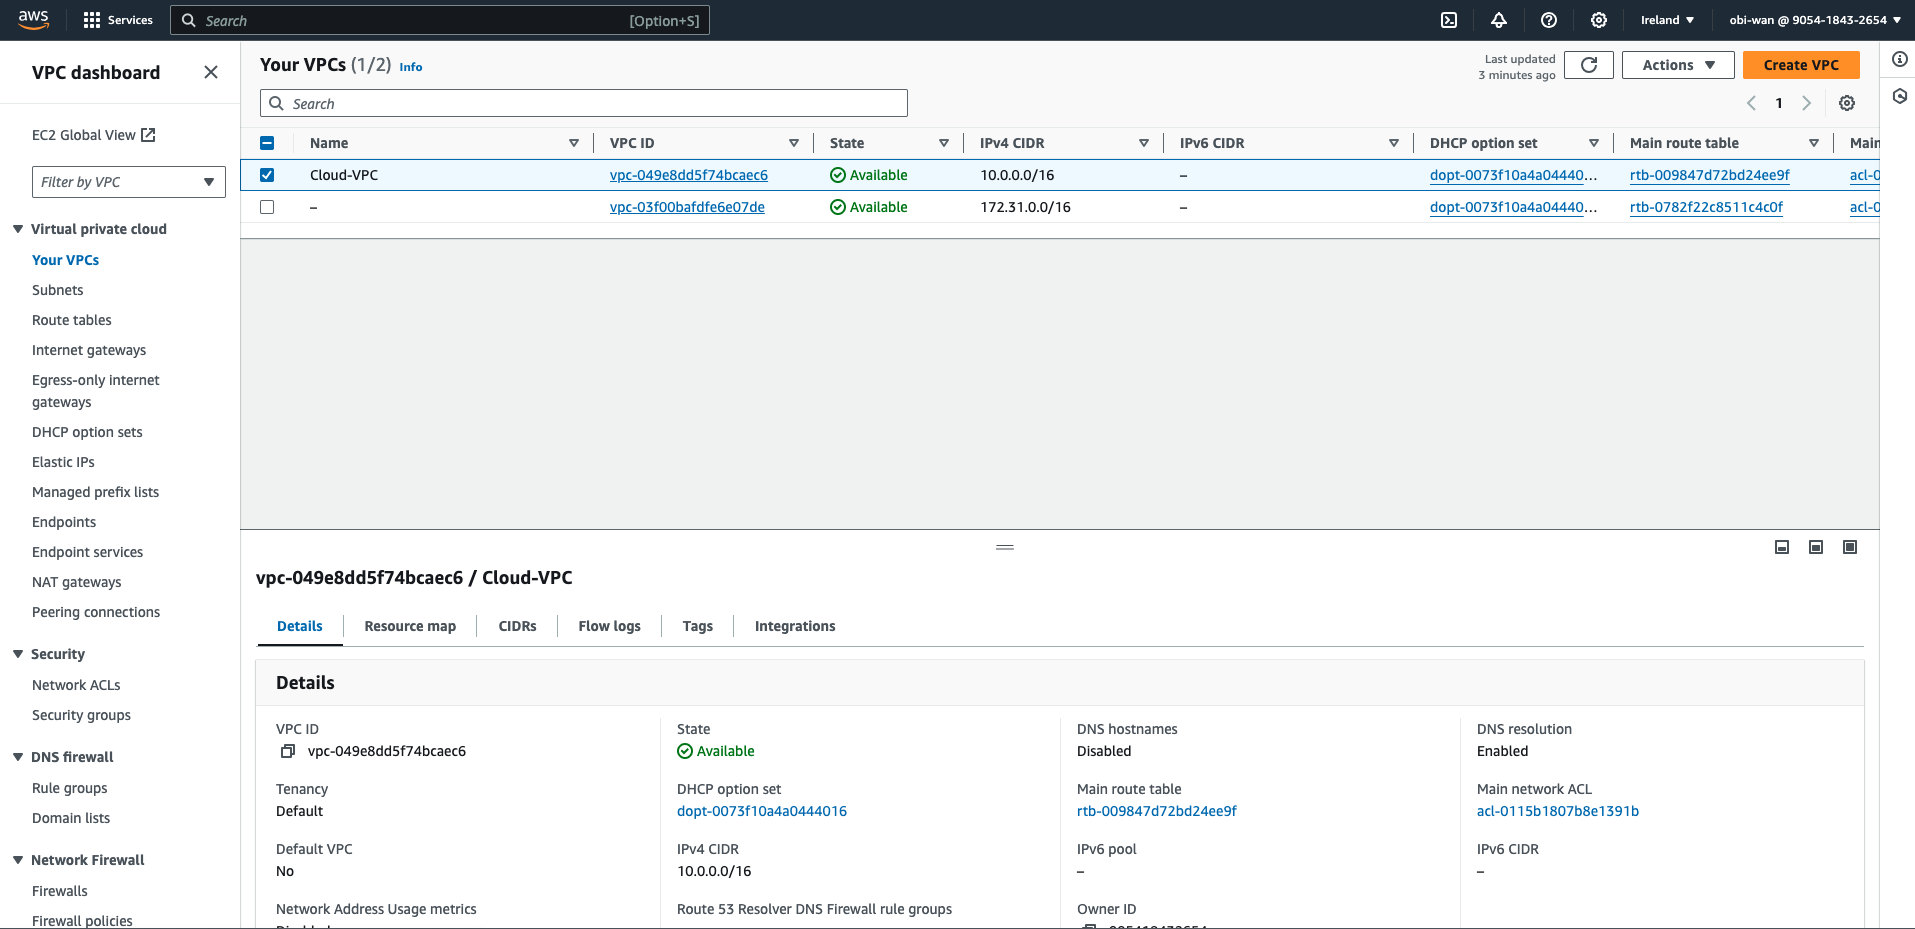 aws
Services
Search
[Option+S]
Ireland
obi-wan @ 9054-1843-2654
VPC dashboard
EC2 Global View
Filter by VPC
Virtual private cloud
Your VPCs
Subnets
Route tables
Internet gateways
Egress-only internet
gateways
DHCP option sets
Elastic IPs
Managed prefix lists
Endpoints
Endpoint services
NAT gateways
Peering connections
Security
Network ACLs
Security groups
DNS firewall
Rule groups
Domain lists
Network Firewall
Firewalls
Firewall policies
Your VPCs (1/2) Info
Last updated
3 minutes ago
Actions
Create VPC
Search
1
Name VPC ID State IPv4 CIDR IPv6 CIDR DHCP option set Main route table Main
Cloud-VPC vpc-049e8dd5f74bcaec6 Available 10.0.0.0/16 – dopt-0073f10a4a04440... rtb-009847d72bd24ee9f acl-0
– vpc-03f00bafdfe6e07de Available 172.31.0.0/16 – dopt-0073f10a4a04440... rtb-0782f22c8511c4c0f acl-0
vpc-049e8dd5f74bcaec6 / Cloud-VPC
Details Resource map CIDRs Flow logs Tags Integrations
Details
VPC ID
vpc-049e8dd5f74bcaec6
State
Available
DNS hostnames
Disabled
DNS resolution
Enabled
Tenancy
Default
DHCP option set
dopt-0073f10a4a0444016
Main route table
rtb-009847d72bd24ee9f
Main network ACL
acl-0115b1807b8e1391b
Default VPC
No
IPv4 CIDR
10.0.0.0/16
IPv6 pool
–
IPv6 CIDR
–
Network Address Usage metrics
Route 53 Resolver DNS Firewall rule groups
Owner ID